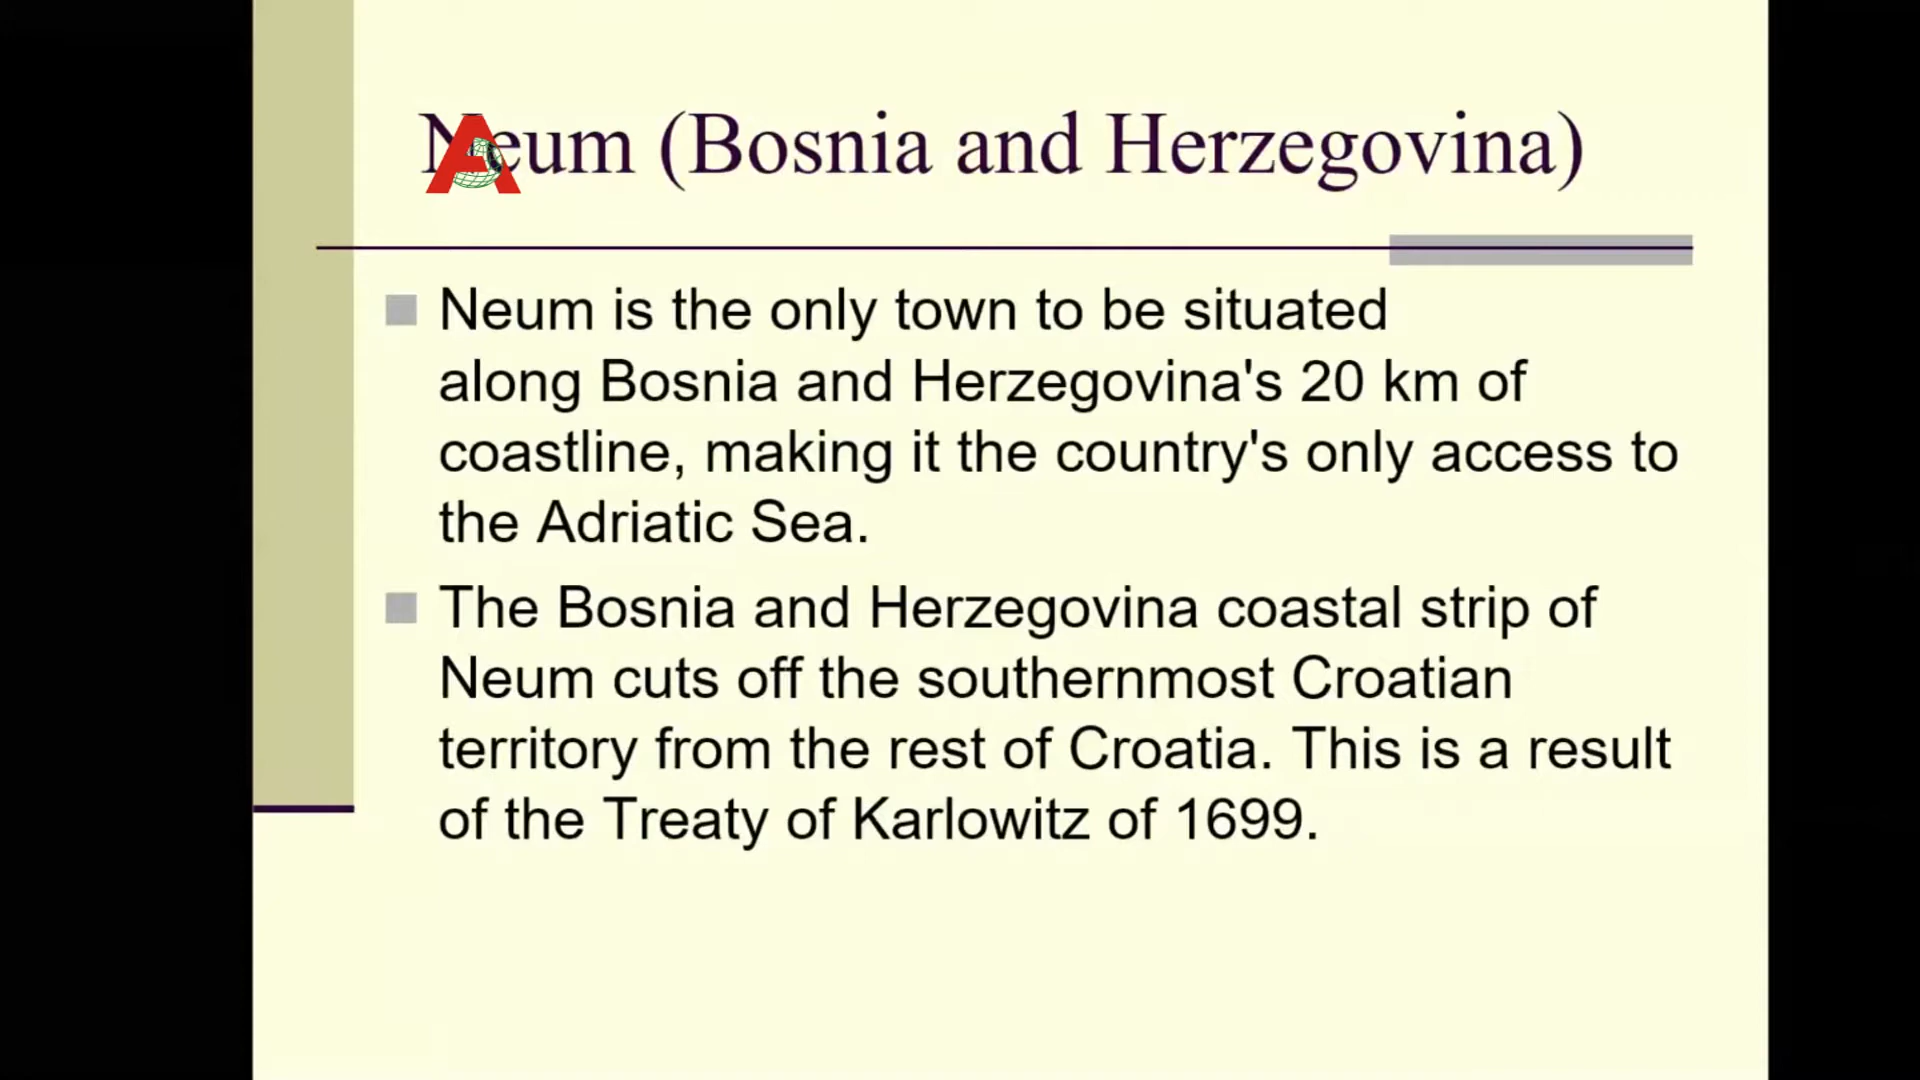 Neum (Bosnia and Herzegovina)
Neum is the only town to be situated
along Bosnia and Herzegovina's 20 km of
coastline, making it the country's only access to
the Adriatic Sea.
The Bosnia and Herzegovina coastal strip of
Neum cuts off the southernmost Croatian
territory from the rest of Croatia. This is a result
of the Treaty of Karlowitz of 1699.